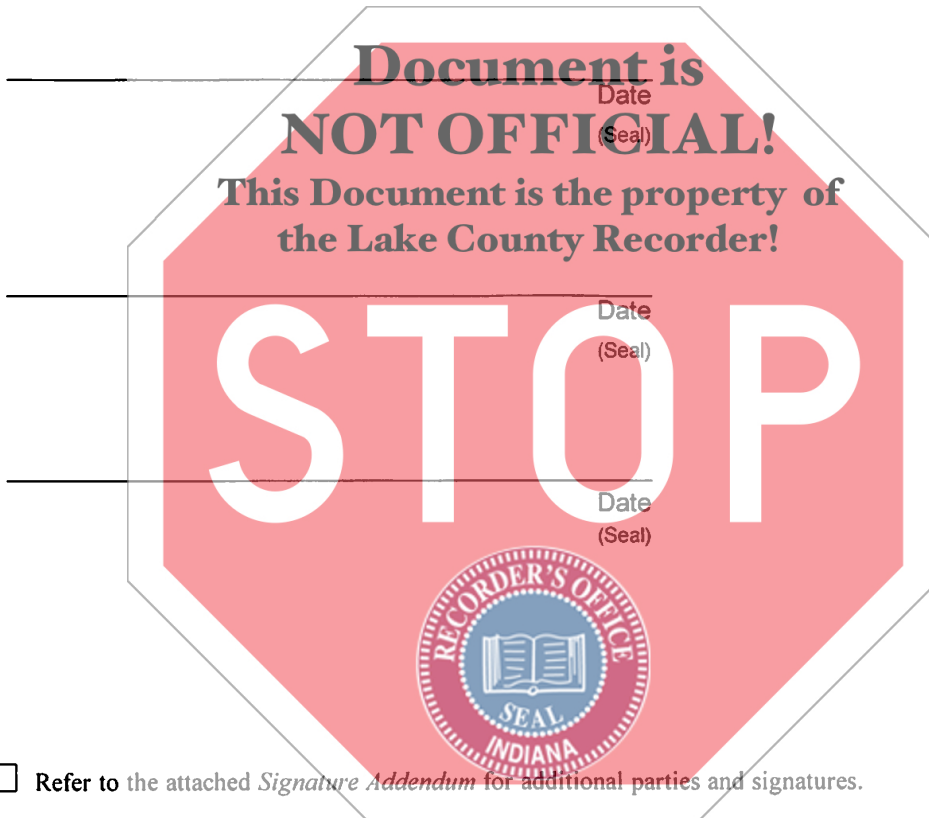 Document is
Date
NOT OFFICIAL!
(Seal)
This Document is the property of
the Lake County Recorder!
Date
STOP
(Seal)
Date
(Seal)
RECORDER'S OFFICE
SEAL
INDIANA
Refer to the attached Signature Addendum for additional parties and signatures.